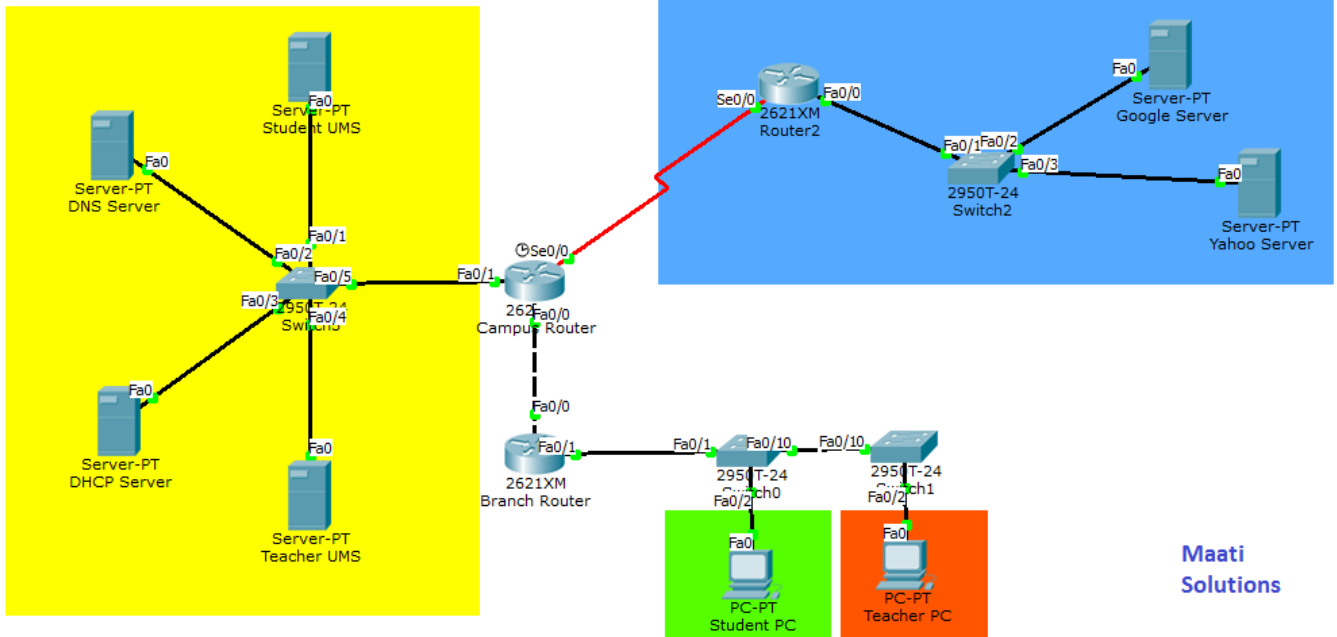 Fa0
Server-PT
Student UMS
Fa0
Server-PT
DNS Server
Fa0/1
Fa0/2
Fa0/5
Fa0/3
2950T-24
Fa0/4
Fa0
Server-PT
DHCP Server
Fa0
Server-PT
Teacher UMS
Fa0/1
Se0/0
Fa0/0
Campus Router
Fa0/0
Fa0/1
2621XM
Branch Router
Se0/0
Fa0/0
2621XM
Router2
Fa0
Server-PT
Google Server
Fa0/1
Fa0/2
Fa0/3
2950T-24
Switch2
Fa0
Server-PT
Yahoo Server
Fa0/1
Fa0/10
2950T-24
Switch0
Fa0/2
Fa0/10
2950T-24
Switch1
Fa0/2
Fa0
PC-PT
Student PC
Fa0
PC-PT
Teacher PC
Maati
Solutions